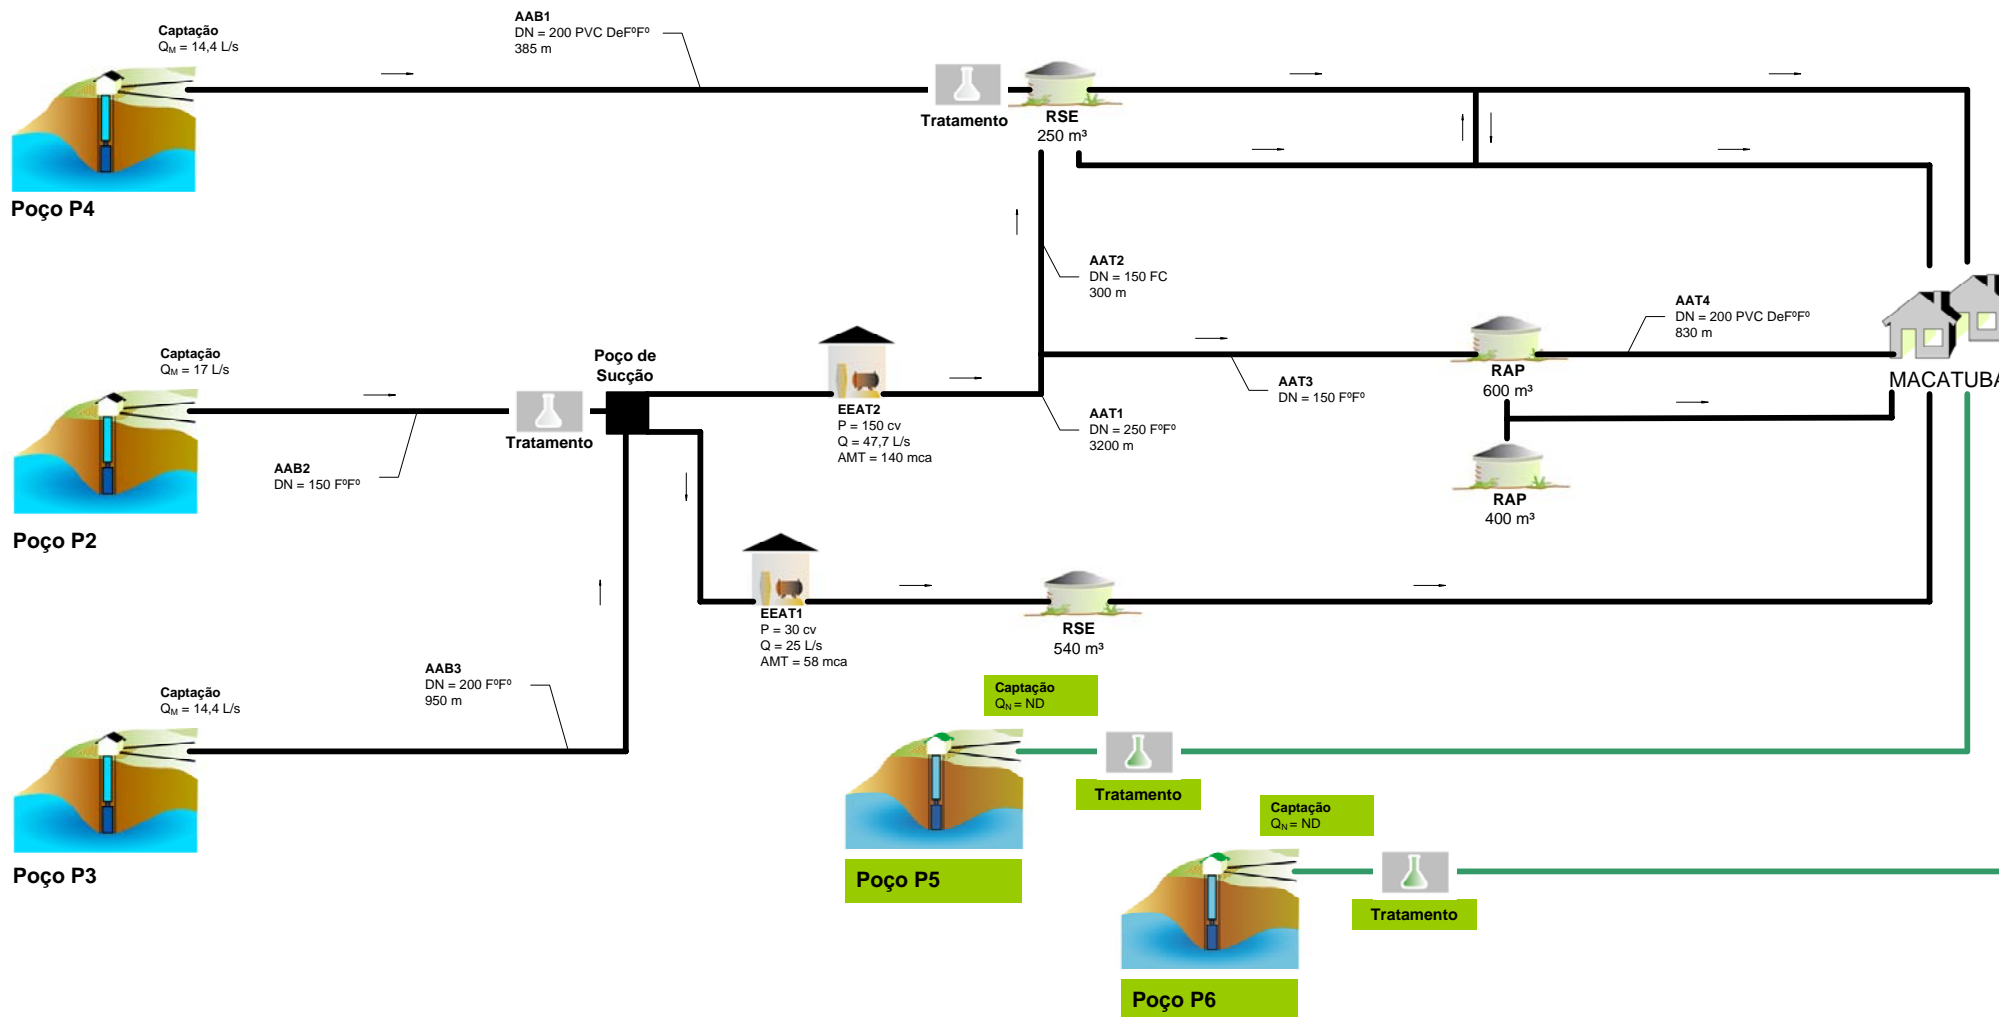 AAB1
DN = 200 PVC DeFºFº
385 m
Captação
QM = 14,4 L/s
Tratamento
RSE
250 m³
Poço P4
AAT2
DN = 150 FC
300 m
AAT4
DN = 200 PVC DeFºFº
830 m
Captação
QM = 17 L/s
Poço de
Sucção
RAP
600 m³
MACATUBA
AAT3
DN = 150 FºFº
EEAT2
P = 150 cv
Q = 47,7 L/s
AMT = 140 mca
AAT1
DN = 250 FºFº
3200 m
Tratamento
AAB2
DN = 150 FºFº
RAP
400 m³
Poço P2
EEAT1
P = 30 cv
Q = 25 L/s
AMT = 58 mca
RSE
540 m³
AAB3
DN = 200 FºFº
950 m
Captação
QM = 14,4 L/s
Captação
QN = ND
Tratamento
Captação
QN = ND
Poço P3
Poço P5
Tratamento
Poço P6